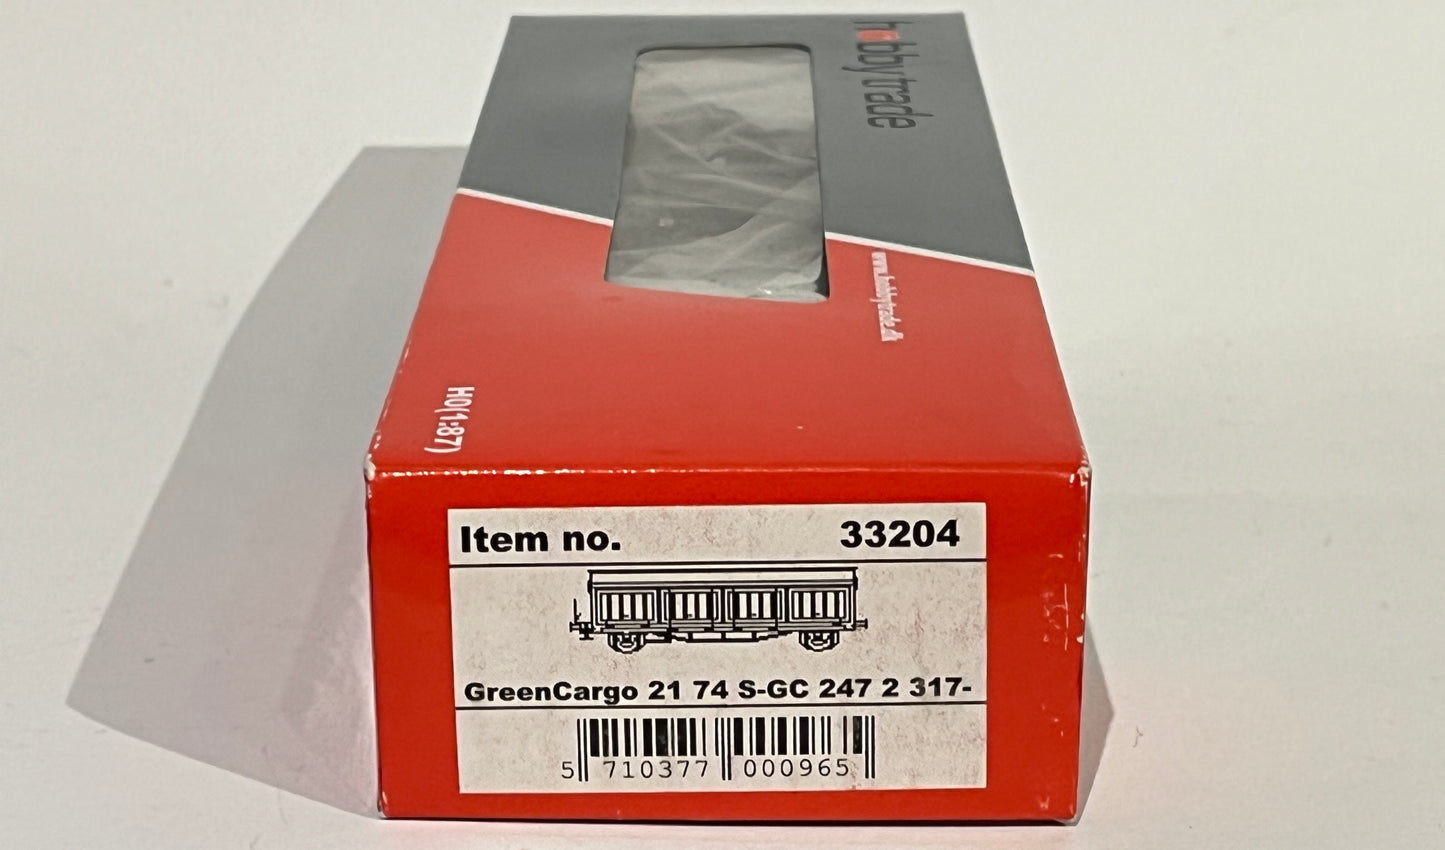 hobbytrade
www.hobbytrade.dk
H0(1:87)
Item no. 33204
GreenCargo 21 74 S-GC 247 2 317-
5 710377 000965